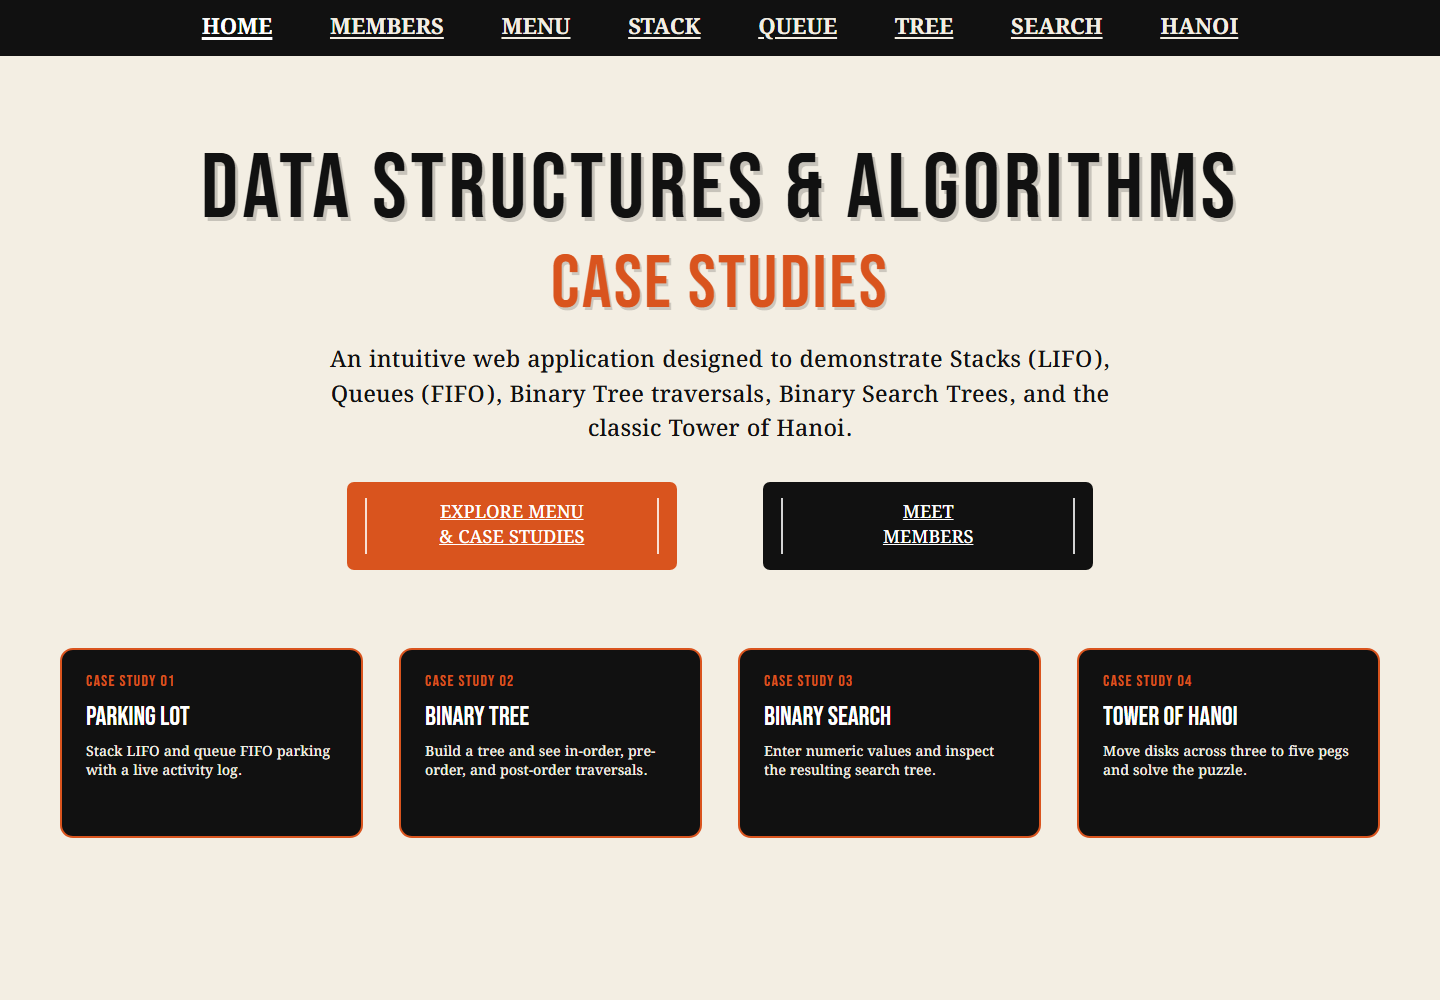 HOME MEMBERS MENU STACK QUEUE TREE SEARCH HANOI
DATA STRUCTURES & ALGORITHMS
CASE STUDIES
An intuitive web application designed to demonstrate Stacks (LIFO),
Queues (FIFO), Binary Tree traversals, Binary Search Trees, and the
classic Tower of Hanoi.
EXPLORE MENU
& CASE STUDIES
MEET
MEMBERS
CASE STUDY 01
PARKING LOT
Stack LIFO and queue FIFO parking
with a live activity log.
CASE STUDY 02
BINARY TREE
Build a tree and see in-order, pre-
order, and post-order traversals.
CASE STUDY 03
BINARY SEARCH
Enter numeric values and inspect
the resulting search tree.
CASE STUDY 04
TOWER OF HANOI
Move disks across three to five pegs
and solve the puzzle.